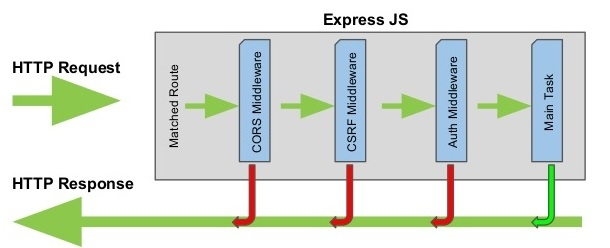 Express JS
HTTP Request
Matched Route
CORS Middleware
CSRF Middleware
Auth Middleware
Main Task
HTTP Response